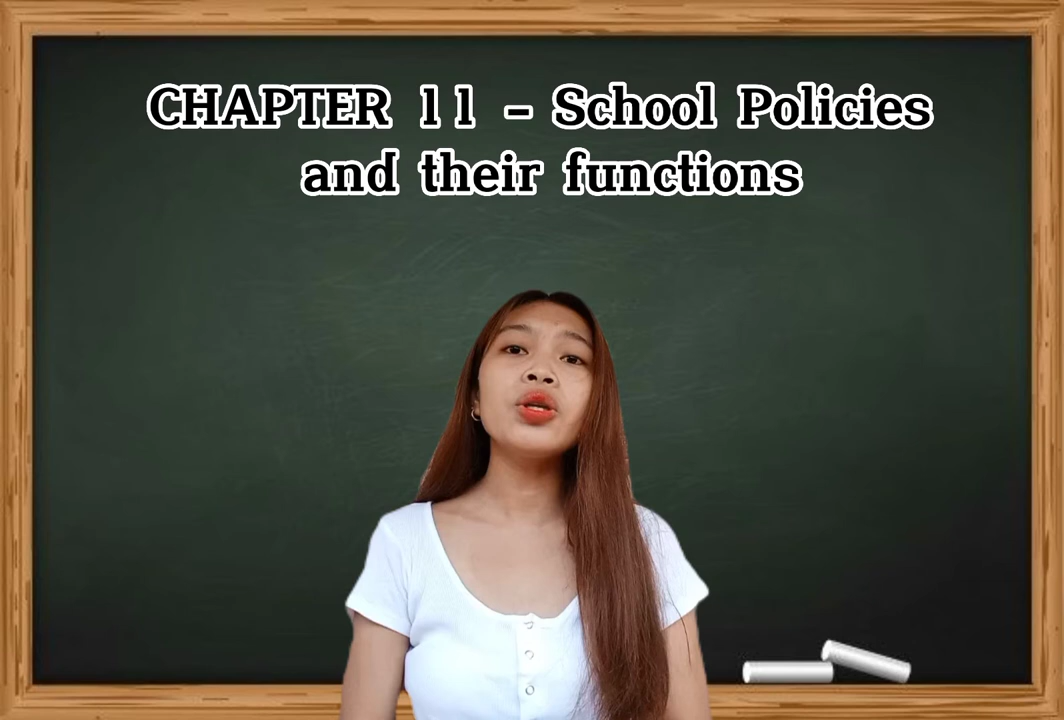 CHAPTER 11 – School Policies
and their functions